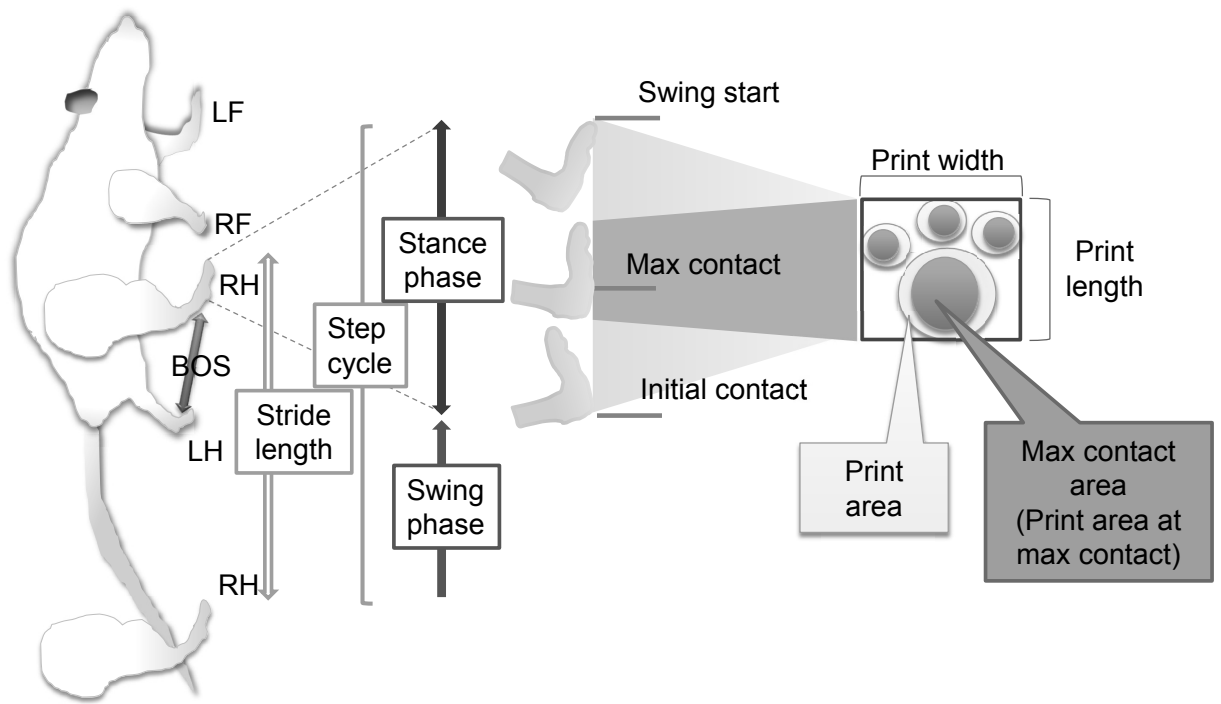 LF
RF
RH
BOS
LH
RH
Stride
length
Step
cycle
Stance
phase
Swing
phase
Swing start
Max contact
Initial contact
Print width
Print
length
Print
area
Max contact
area
(Print area at
max contact)